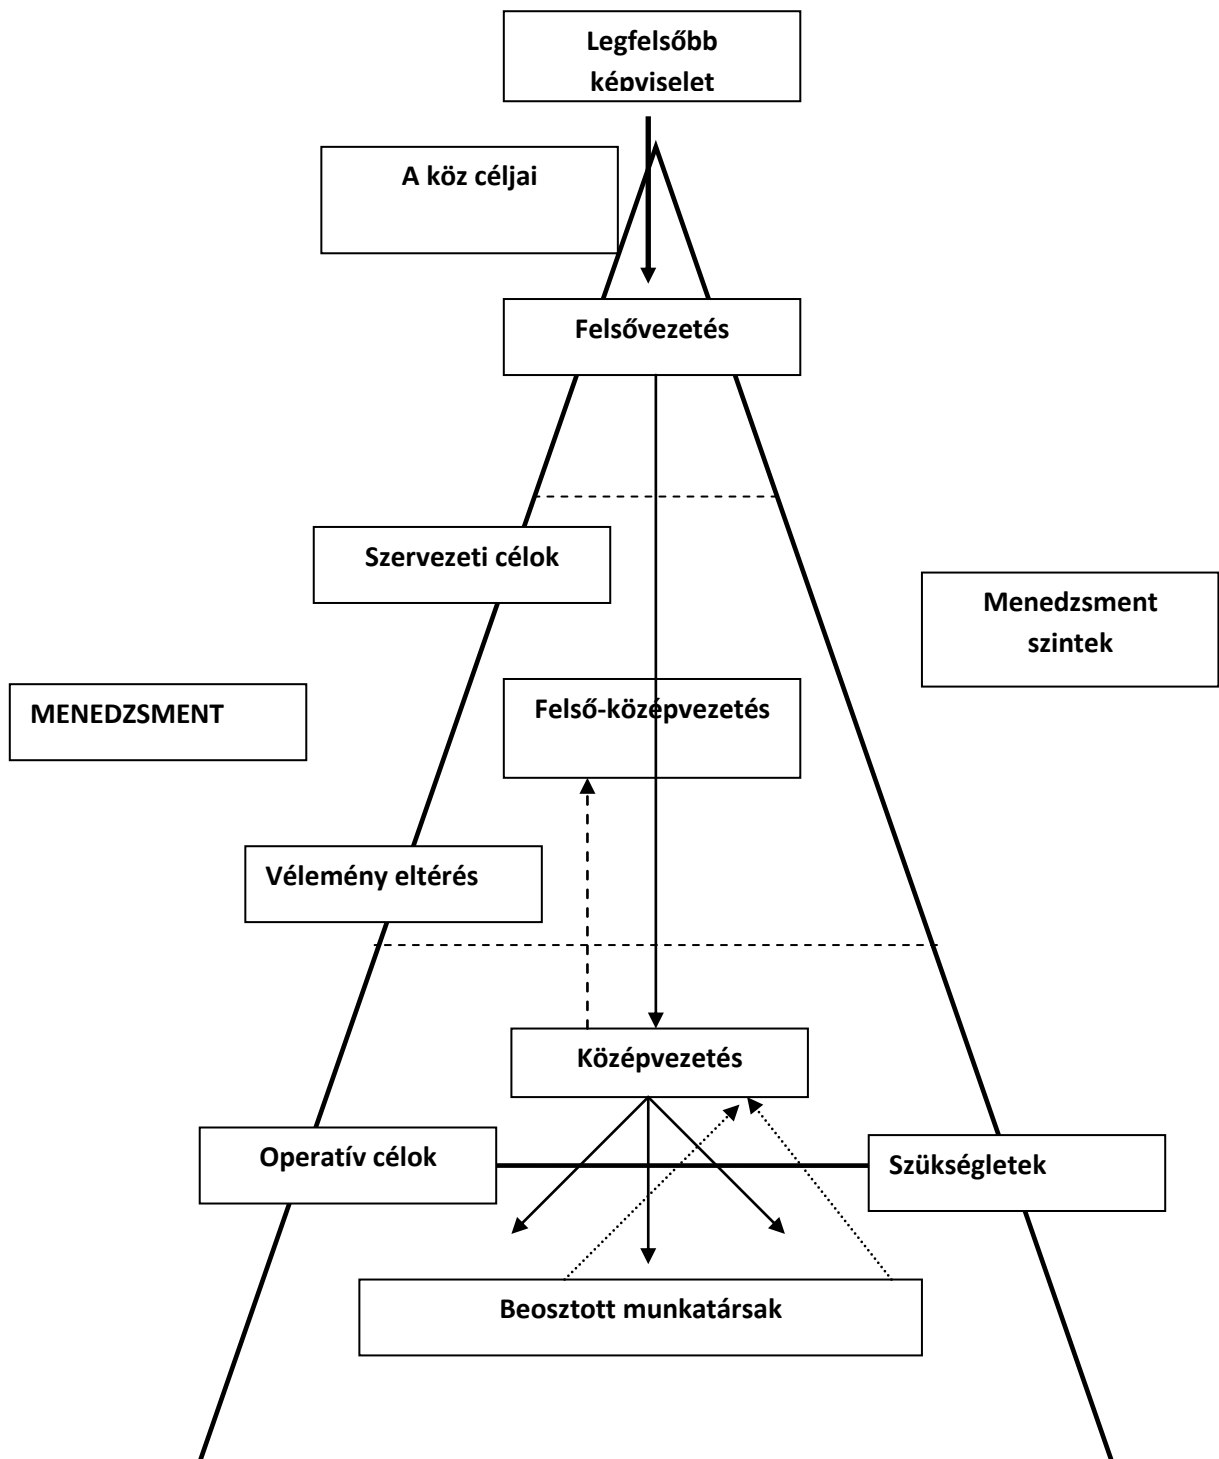 Legfelsőbb
képviselet
A köz céljai
Felsővezetés
Szervezeti célok
Menedzsment
szintek
Felső-középvezetés
MENEDZSMENT
Vélemény eltérés
Középvezetés
Operatív célok
Szükségletek
Beosztott munkatársak